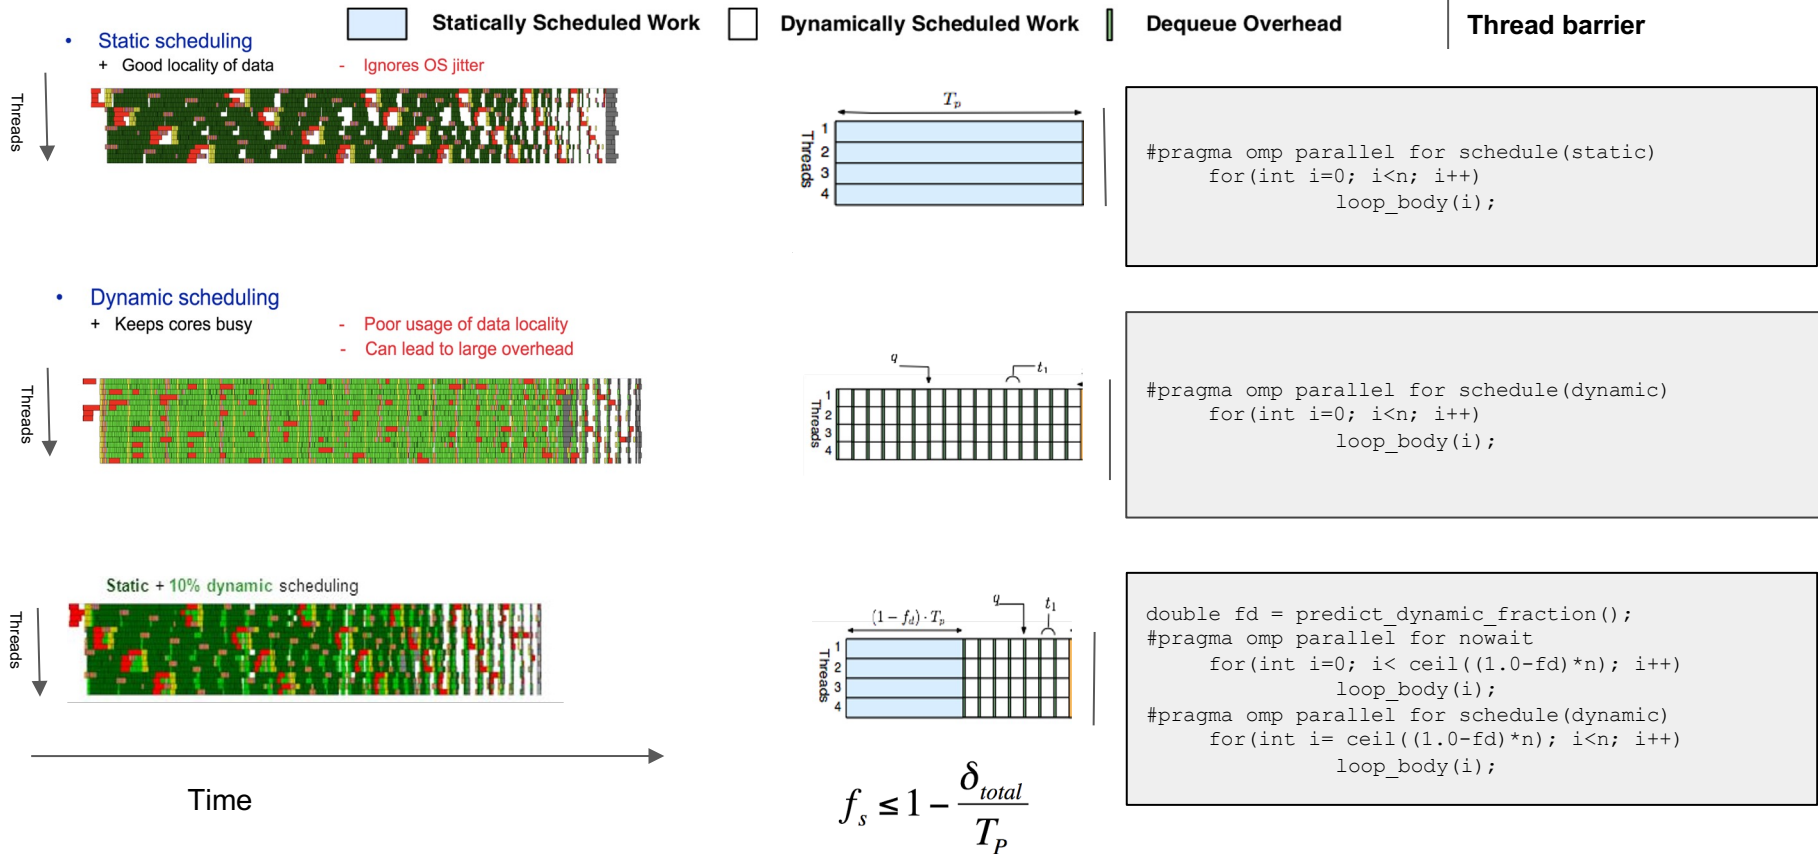 Statically Scheduled Work
Dynamically Scheduled Work
Dequeue Overhead
Thread barrier
• Static scheduling
+ Good locality of data
- Ignores OS jitter
Threads
T_p
1
2
3
4
Threads
#pragma omp parallel for schedule(static)
for(int i=0; i<n; i++)
loop_body(i);
• Dynamic scheduling
+ Keeps cores busy
- Poor usage of data locality
- Can lead to large overhead
Threads
q
t₁
1
2
3
4
Threads
#pragma omp parallel for schedule(dynamic)
for(int i=0; i<n; i++)
loop_body(i);
Static + 10% dynamic scheduling
Threads
(1 − f_d) · T_p
q
t₁
1
2
3
4
Threads
double fd = predict_dynamic_fraction();
#pragma omp parallel for nowait
for(int i=0; i< ceil((1.0-fd)*n); i++)
loop_body(i);
#pragma omp parallel for schedule(dynamic)
for(int i= ceil((1.0-fd)*n); i<n; i++)
loop_body(i);
Time
f_s ≤ 1 − δ_total / T_P